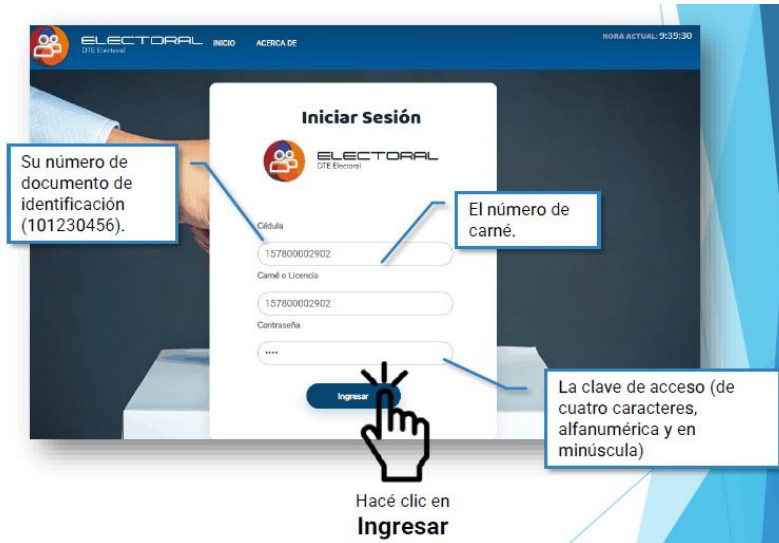 ELECTORAL
DTE Electoral
INICIO ACERCA DE
HORA ACTUAL: 9:39:30
Iniciar Sesión
ELECTORAL
DTE Electoral
Su número de
documento de
identificación
(101230456).
El número de
carné.
Cédula
157800002902
Carné o Licencia
157800002902
Contraseña
••••
Ingresar
La clave de acceso (de
cuatro caracteres,
alfanumérica y en
minúscula)
Hacé clic en
Ingresar